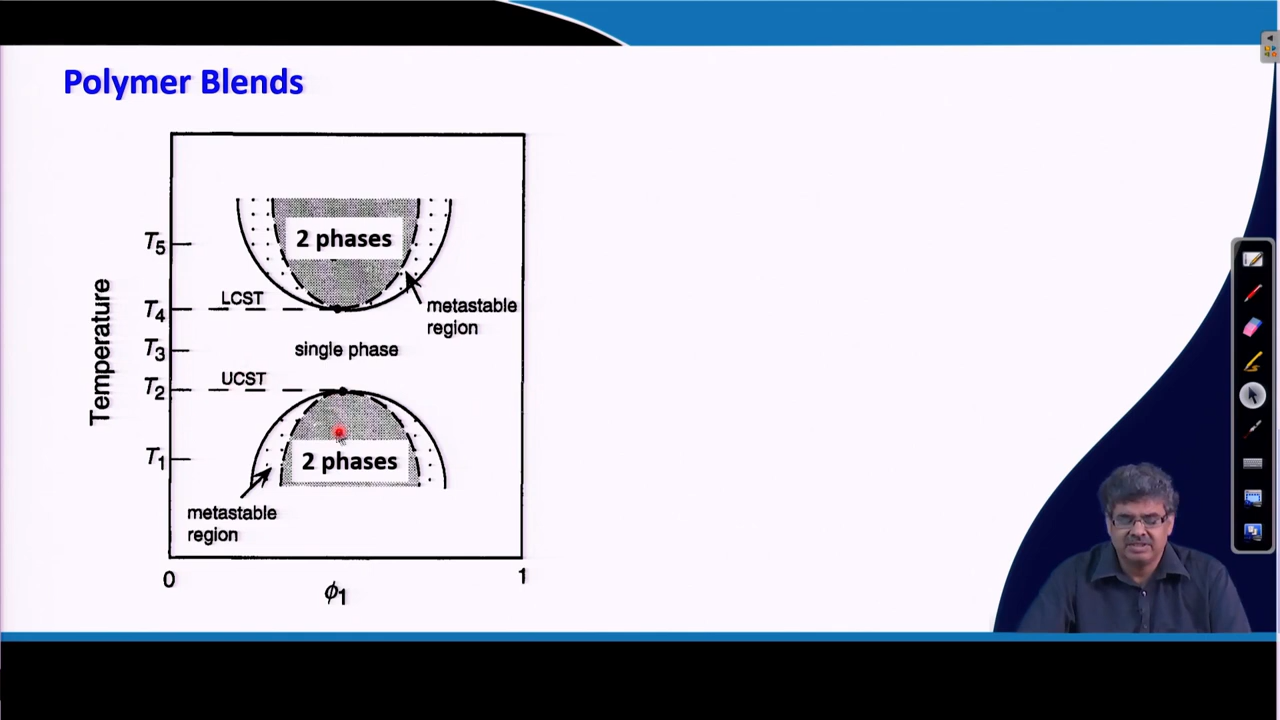 Polymer Blends
T5
2 phases
LCST
T4
metastable
region
T3
single phase
UCST
T2
T1
2 phases
metastable
region
Temperature
0
ϕ1
1